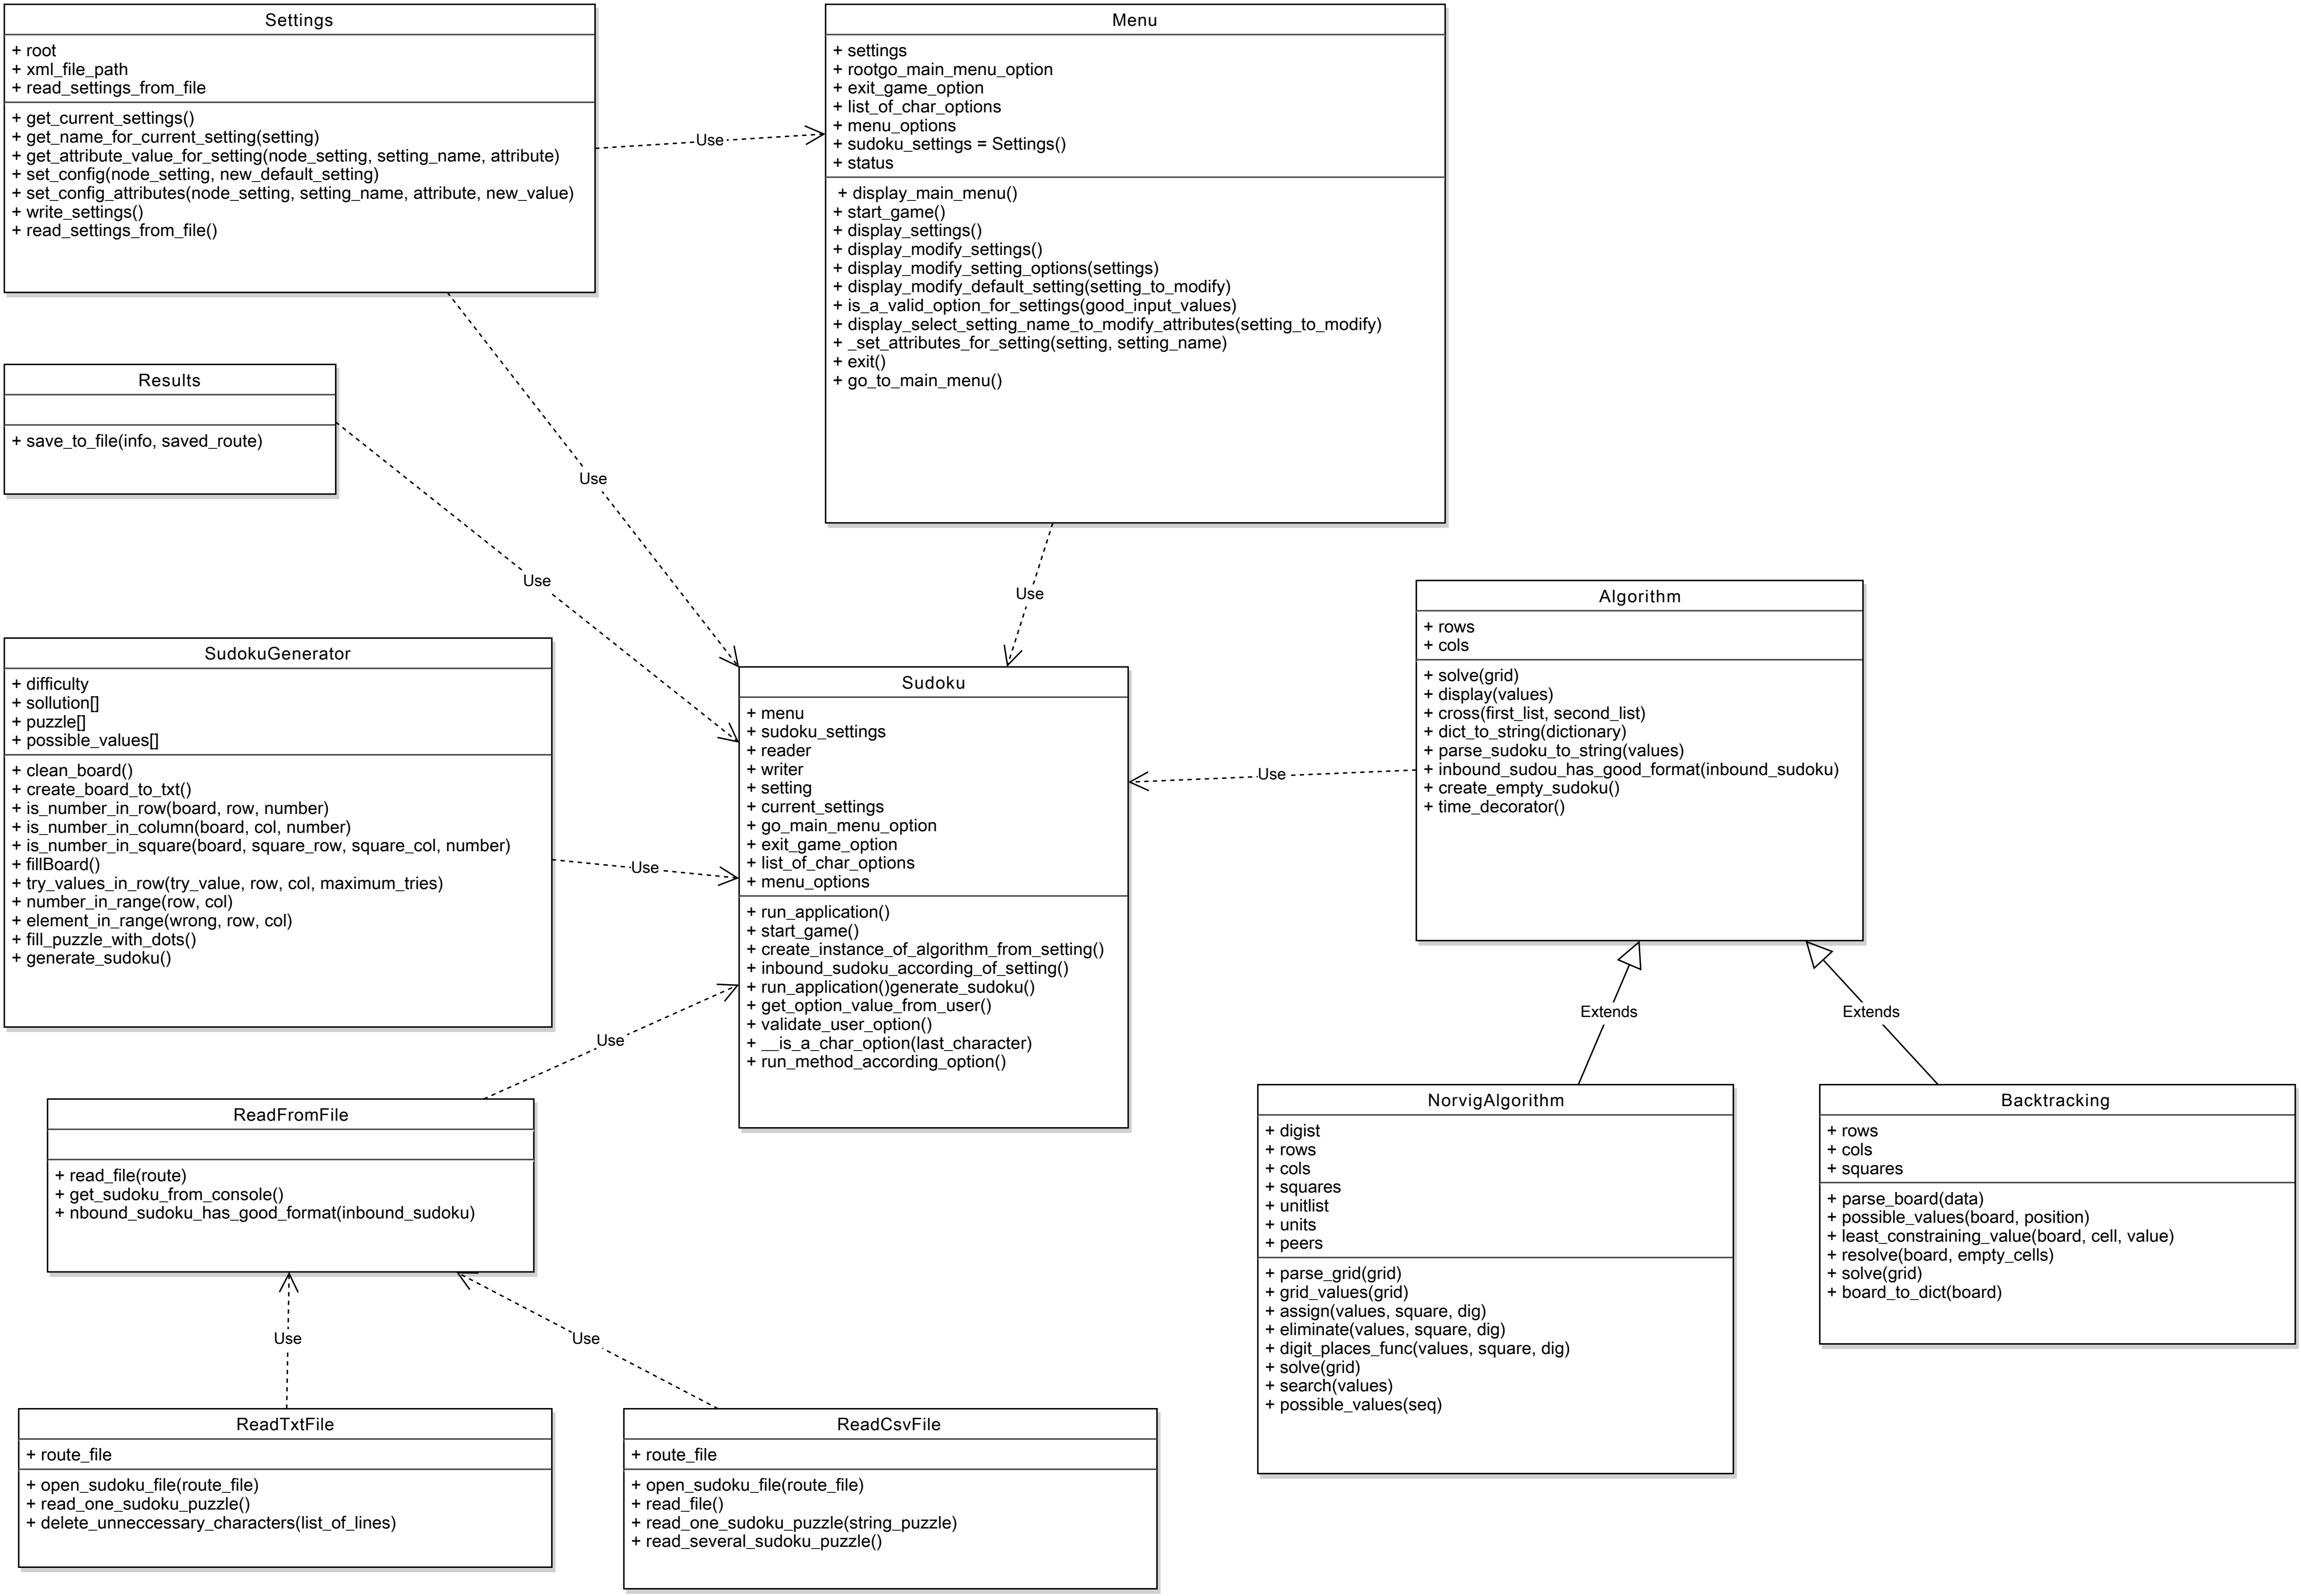 Settings
+ root
+ xml_file_path
+ read_settings_from_file
+ get_current_settings()
+ get_name_for_current_setting(setting)
+ get_attribute_value_for_setting(node_setting, setting_name, attribute)
+ set_config(node_setting, new_default_setting)
+ set_config_attributes(node_setting, setting_name, attribute, new_value)
+ write_settings()
+ read_settings_from_file()
Use
Menu
+ settings
+ rootgo_main_menu_option
+ exit_game_option
+ list_of_char_options
+ menu_options
+ sudoku_settings = Settings()
+ status
+ display_main_menu()
+ start_game()
+ display_settings()
+ display_modify_settings()
+ display_modify_setting_options(settings)
+ display_modify_default_setting(setting_to_modify)
+ is_a_valid_option_for_settings(good_input_values)
+ display_select_setting_name_to_modify_attributes(setting_to_modify)
+ _set_attributes_for_setting(setting, setting_name)
+ exit()
+ go_to_main_menu()
Results
+ save_to_file(info, saved_route)
Use
Use
Use
SudokuGenerator
+ difficulty
+ sollution[]
+ puzzle[]
+ possible_values[]
+ clean_board()
+ create_board_to_txt()
+ is_number_in_row(board, row, number)
+ is_number_in_column(board, col, number)
+ is_number_in_square(board, square_row, square_col, number)
+ fillBoard()
+ try_values_in_row(try_value, row, col, maximum_tries)
+ number_in_range(row, col)
+ element_in_range(wrong, row, col)
+ fill_puzzle_with_dots()
+ generate_sudoku()
Use
Sudoku
+ menu
+ sudoku_settings
+ reader
+ writer
+ setting
+ current_settings
+ go_main_menu_option
+ exit_game_option
+ list_of_char_options
+ menu_options
+ run_application()
+ start_game()
+ create_instance_of_algorithm_from_setting()
+ inbound_sudoku_according_of_setting()
+ run_application()generate_sudoku()
+ get_option_value_from_user()
+ validate_user_option()
+ __is_a_char_option(last_character)
+ run_method_according_option()
Use
Algorithm
+ rows
+ cols
+ solve(grid)
+ display(values)
+ cross(first_list, second_list)
+ dict_to_string(dictionary)
+ parse_sudoku_to_string(values)
+ inbound_sudou_has_good_format(inbound_sudoku)
+ create_empty_sudoku()
+ time_decorator()
Extends
Extends
Use
ReadFromFile
+ read_file(route)
+ get_sudoku_from_console()
+ nbound_sudoku_has_good_format(inbound_sudoku)
NorvigAlgorithm
+ digist
+ rows
+ cols
+ squares
+ unitlist
+ units
+ peers
+ parse_grid(grid)
+ grid_values(grid)
+ assign(values, square, dig)
+ eliminate(values, square, dig)
+ digit_places_func(values, square, dig)
+ solve(grid)
+ search(values)
+ possible_values(seq)
Backtracking
+ rows
+ cols
+ squares
+ parse_board(data)
+ possible_values(board, position)
+ least_constraining_value(board, cell, value)
+ resolve(board, empty_cells)
+ solve(grid)
+ board_to_dict(board)
Use
Use
ReadTxtFile
+ route_file
+ open_sudoku_file(route_file)
+ read_one_sudoku_puzzle()
+ delete_unneccessary_characters(list_of_lines)
ReadCsvFile
+ route_file
+ open_sudoku_file(route_file)
+ read_file()
+ read_one_sudoku_puzzle(string_puzzle)
+ read_several_sudoku_puzzle()